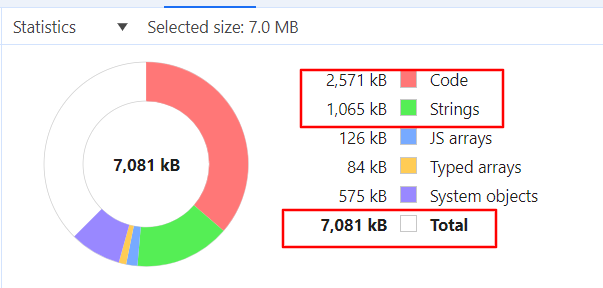 Statistics ▼ Selected size: 7.0 MB
2,571 kB Code
1,065 kB Strings
126 kB JS arrays
84 kB Typed arrays
575 kB System objects
7,081 kB Total
7,081 kB